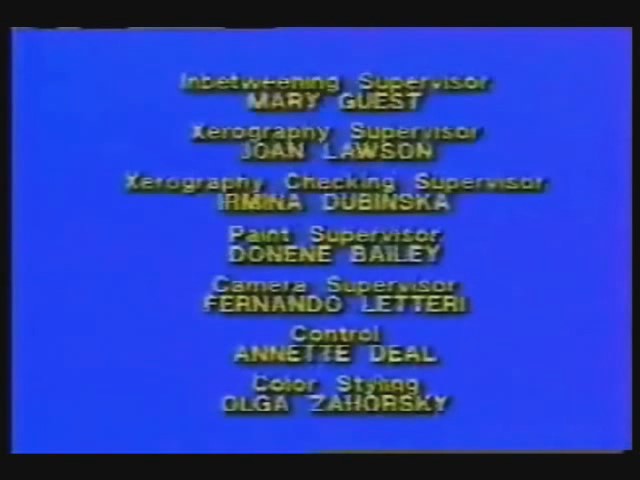 Inbetweening Supervisor
MARY GUEST
Xerography Supervisor
JOAN LAWSON
Xerography Checking Supervisor
IRMINA DUBINSKA
Paint Supervisor
DONENE BAILEY
Camera Supervisor
FERNANDO LETTERI
Control
ANNETTE DEAL
Color Styling
OLGA ZAHORSKY